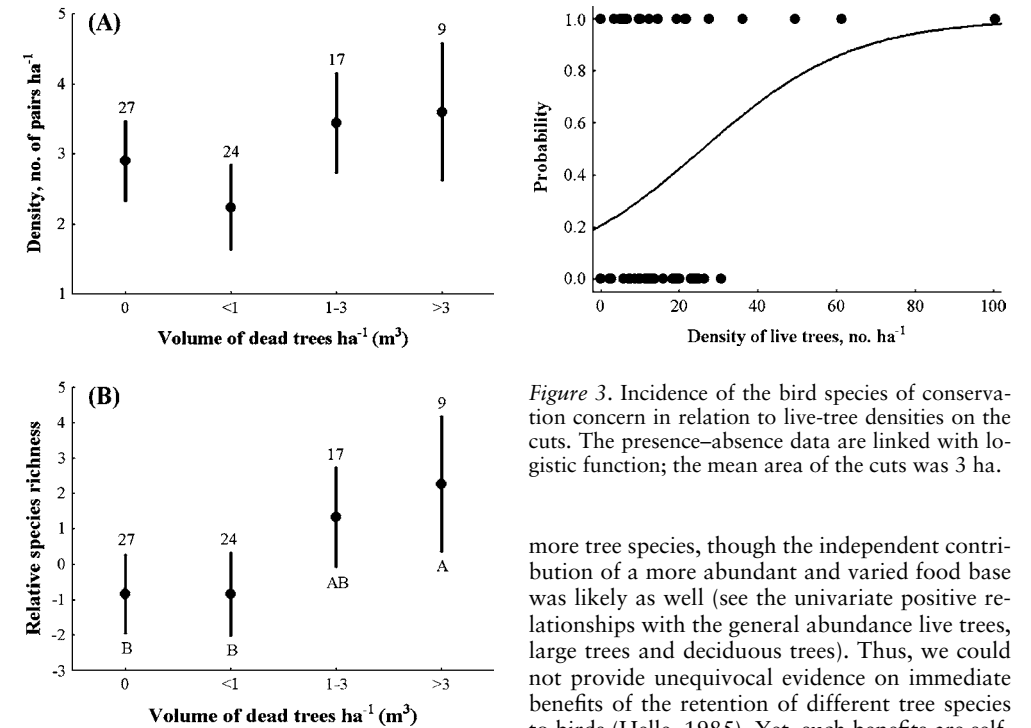 (A)
5
4
3
2
1
Density, no. of pairs ha-1
27
24
17
9
0 <1 1-3 >3
Volume of dead trees ha-1 (m3)
(B)
5
4
3
2
1
0
-1
-2
-3
Relative species richness
27
24
17
9
B B AB A
0 <1 1-3 >3
Volume of dead trees ha-1 (m3)
1.0
0.8
0.6
0.4
0.2
0.0
Probability
0 20 40 60 80 100
Density of live trees, no. ha-1
Figure 3. Incidence of the bird species of conserva-
tion concern in relation to live-tree densities on the
cuts. The presence–absence data are linked with lo-
gistic function; the mean area of the cuts was 3 ha.
more tree species, though the independent contri-
bution of a more abundant and varied food base
was likely as well (see the univariate positive re-
lationships with the general abundance live trees,
large trees and deciduous trees). Thus, we could
not provide unequivocal evidence on immediate
benefits of the retention of different tree species
to birds (Helle, 1985). Yet, such benefits are self-